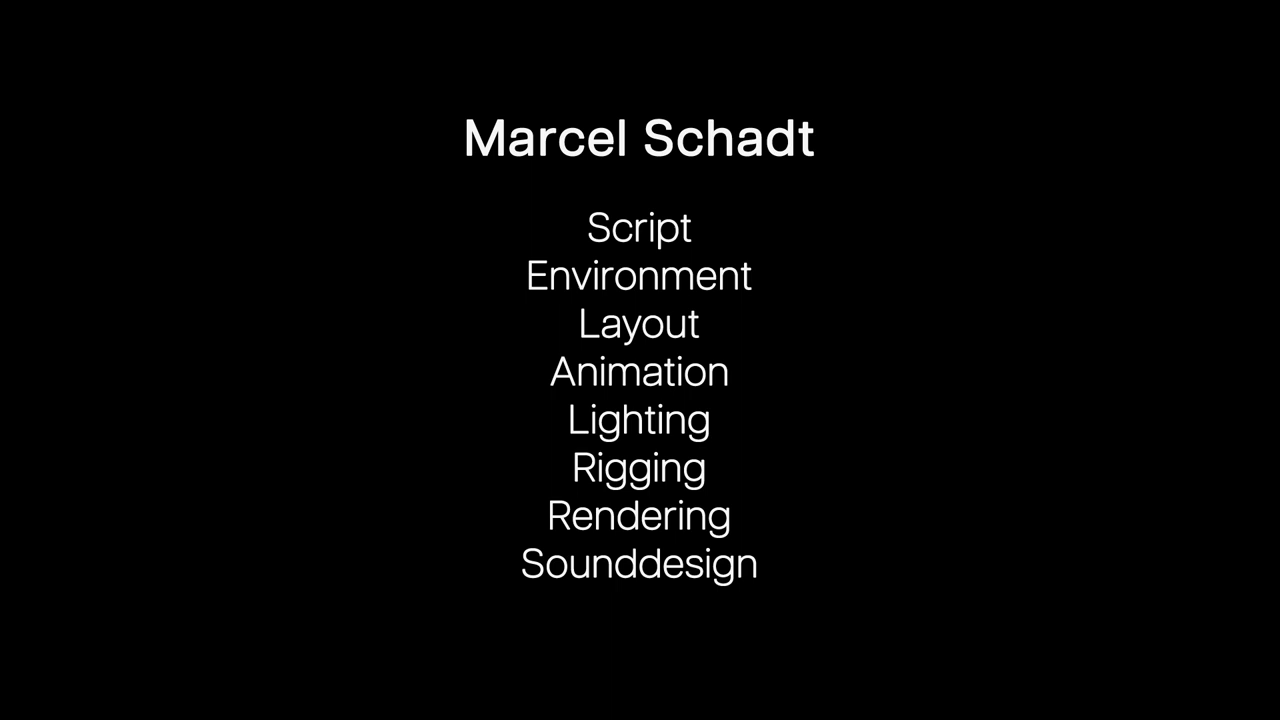 Marcel Schadt
Script
Environment
Layout
Animation
Lighting
Rigging
Rendering
Sounddesign